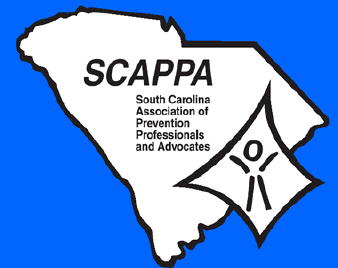 SCAPPA
South Carolina
Association of
Prevention
Professionals
and Advocates